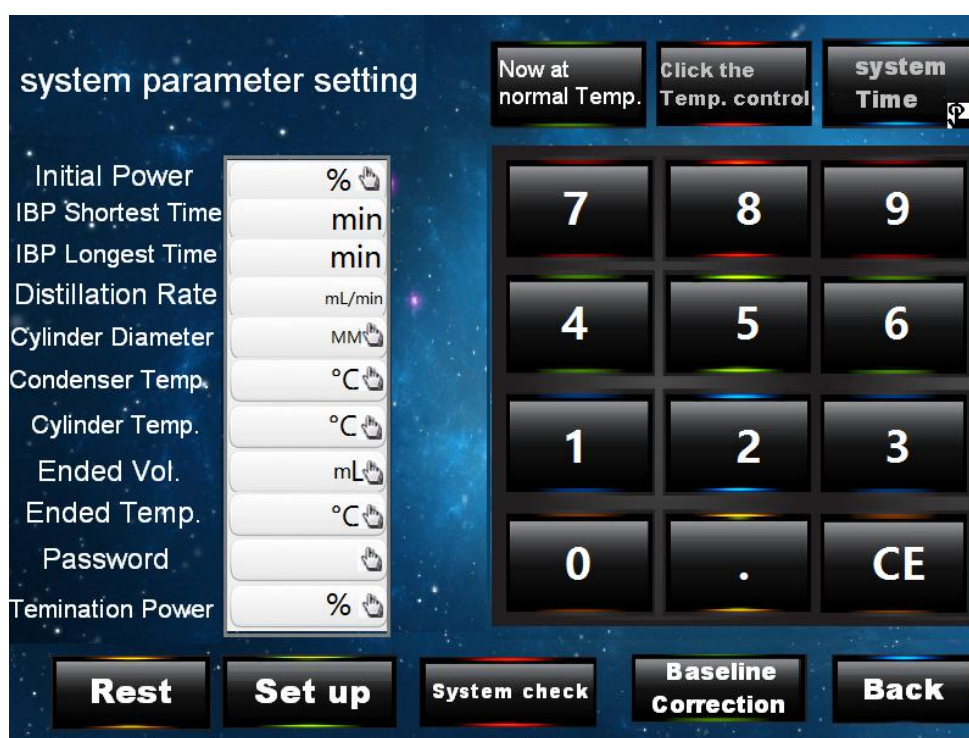 system parameter setting
Now at
normal Temp.
Click the
Temp. control
system
Time
Initial Power %
IBP Shortest Time min
IBP Longest Time min
Distillation Rate mL/min
Cylinder Diameter MM
Condenser Temp. °C
Cylinder Temp. °C
Ended Vol. mL
Ended Temp. °C
Password
Temination Power %
7 8 9
4 5 6
1 2 3
0 . CE
Rest
Set up
System check
Baseline
Correction
Back